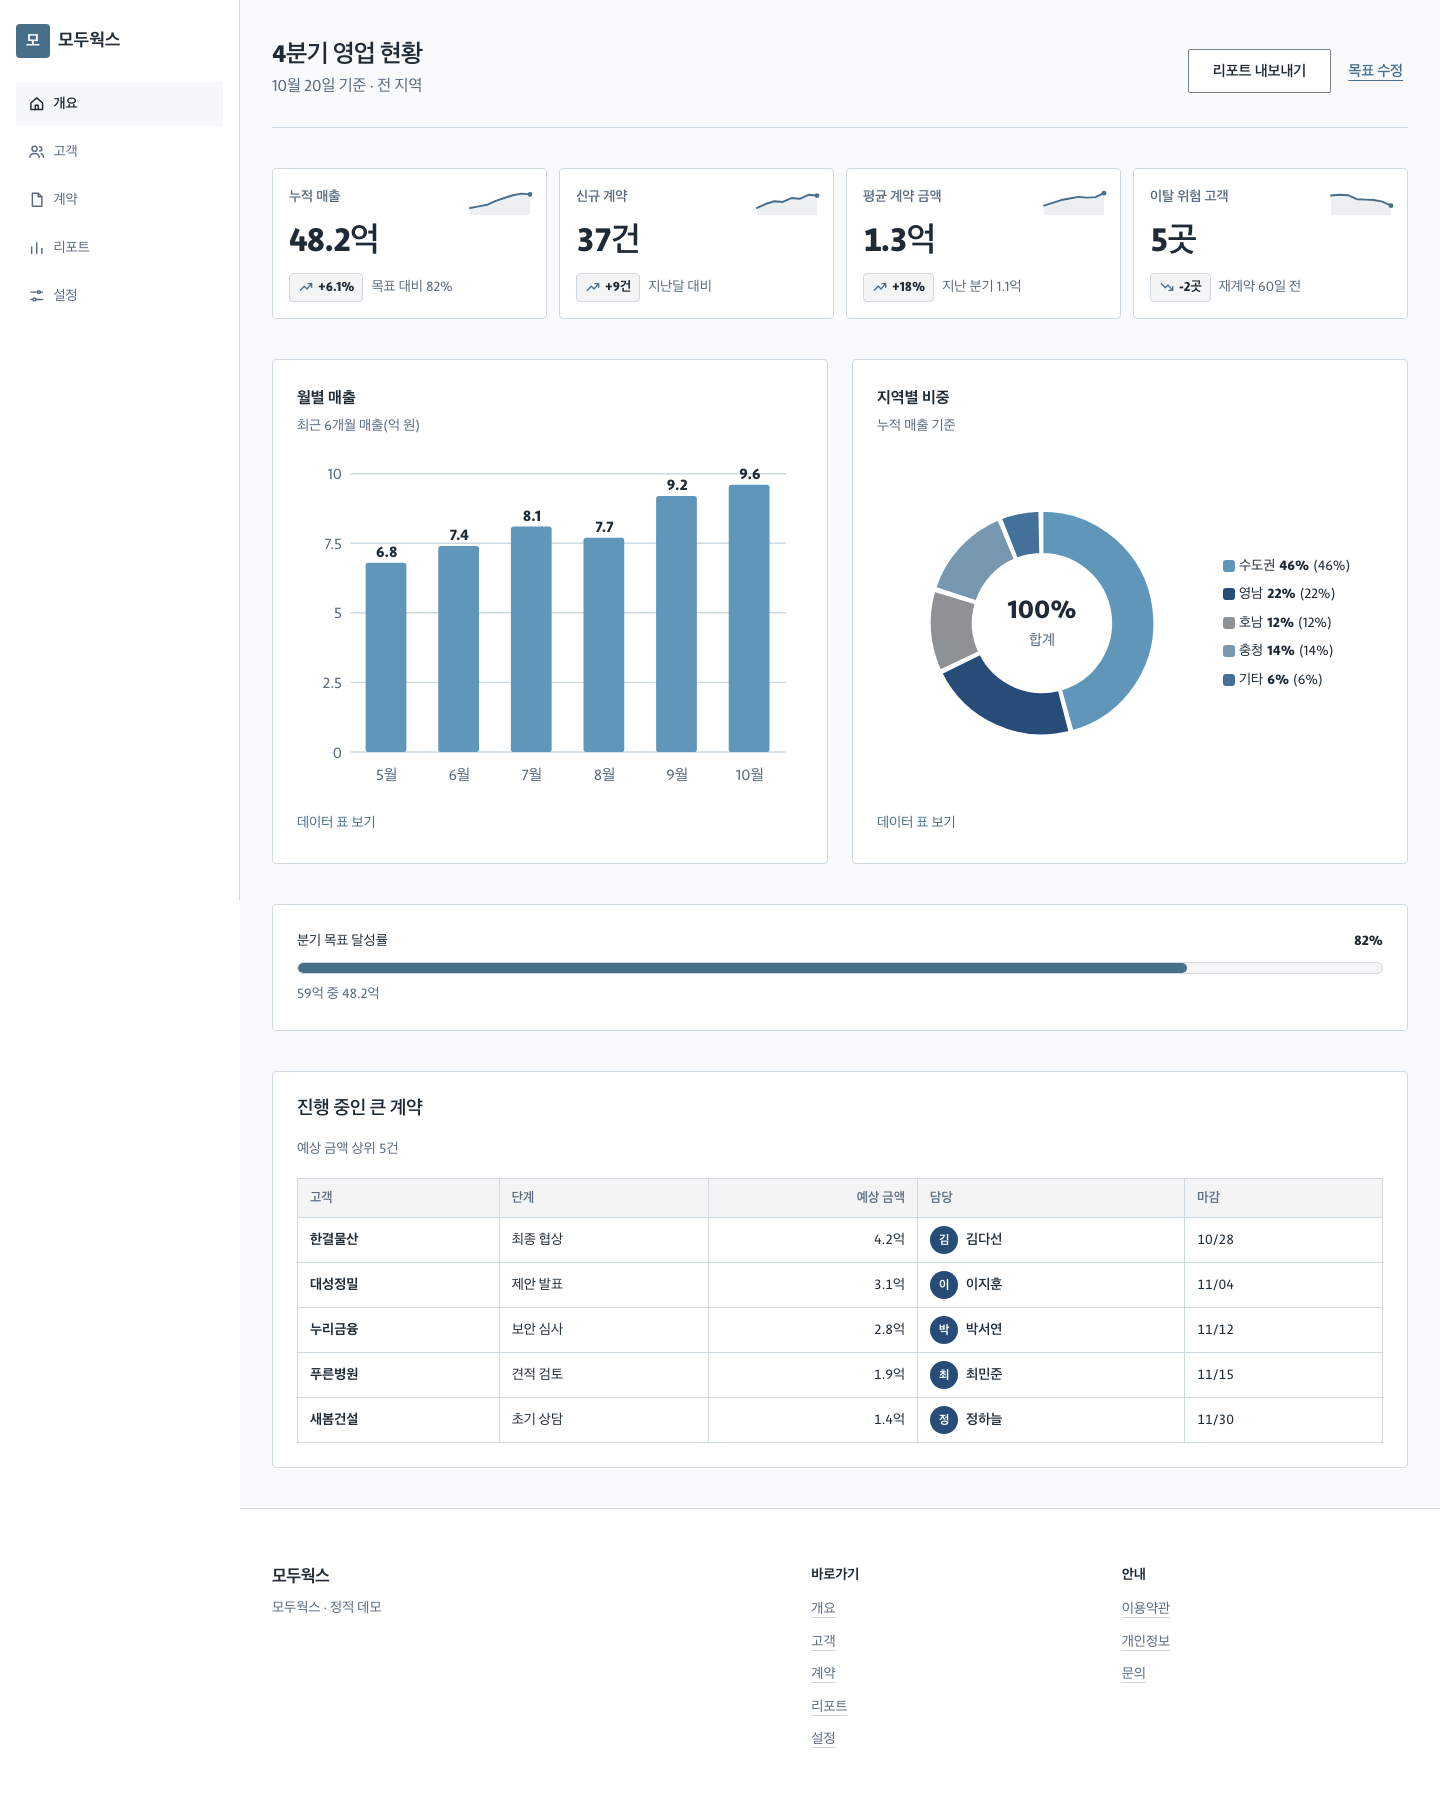 모 모두웍스
개요
고객
계약
리포트
설정
4분기 영업 현황
10월 20일 기준 · 전 지역
리포트 내보내기
목표 수정
누적 매출
48.2억
+6.1% 목표 대비 82%
신규 계약
37건
+9건 지난달 대비
평균 계약 금액
1.3억
+18% 지난 분기 1.1억
이탈 위험 고객
5곳
-2곳 재계약 60일 전
월별 매출
최근 6개월 매출(억 원)
10
7.5
5
2.5
0
6.8
7.4
8.1
7.7
9.2
9.6
5월 6월 7월 8월 9월 10월
데이터 표 보기
지역별 비중
누적 매출 기준
100%
합계
수도권 46% (46%)
영남 22% (22%)
호남 12% (12%)
충청 14% (14%)
기타 6% (6%)
데이터 표 보기
분기 목표 달성률 82%
59억 중 48.2억
진행 중인 큰 계약
예상 금액 상위 5건
고객 단계 예상 금액 담당 마감
한결물산 최종 협상 4.2억 김 김다선 10/28
대성정밀 제안 발표 3.1억 이 이지훈 11/04
누리금융 보안 심사 2.8억 박 박서연 11/12
푸른병원 견적 검토 1.9억 최 최민준 11/15
새봄건설 초기 상담 1.4억 정 정하늘 11/30
모두웍스
모두웍스 · 정적 데모
바로가기
개요
고객
계약
리포트
설정
안내
이용약관
개인정보
문의